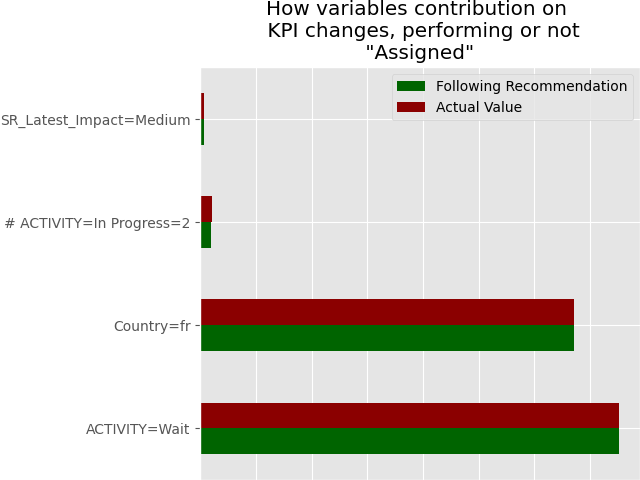 How variables contribution on
KPI changes, performing or not
"Assigned"
Following Recommendation
Actual Value
SR_Latest_Impact=Medium
# ACTIVITY=In Progress=2
Country=fr
ACTIVITY=Wait